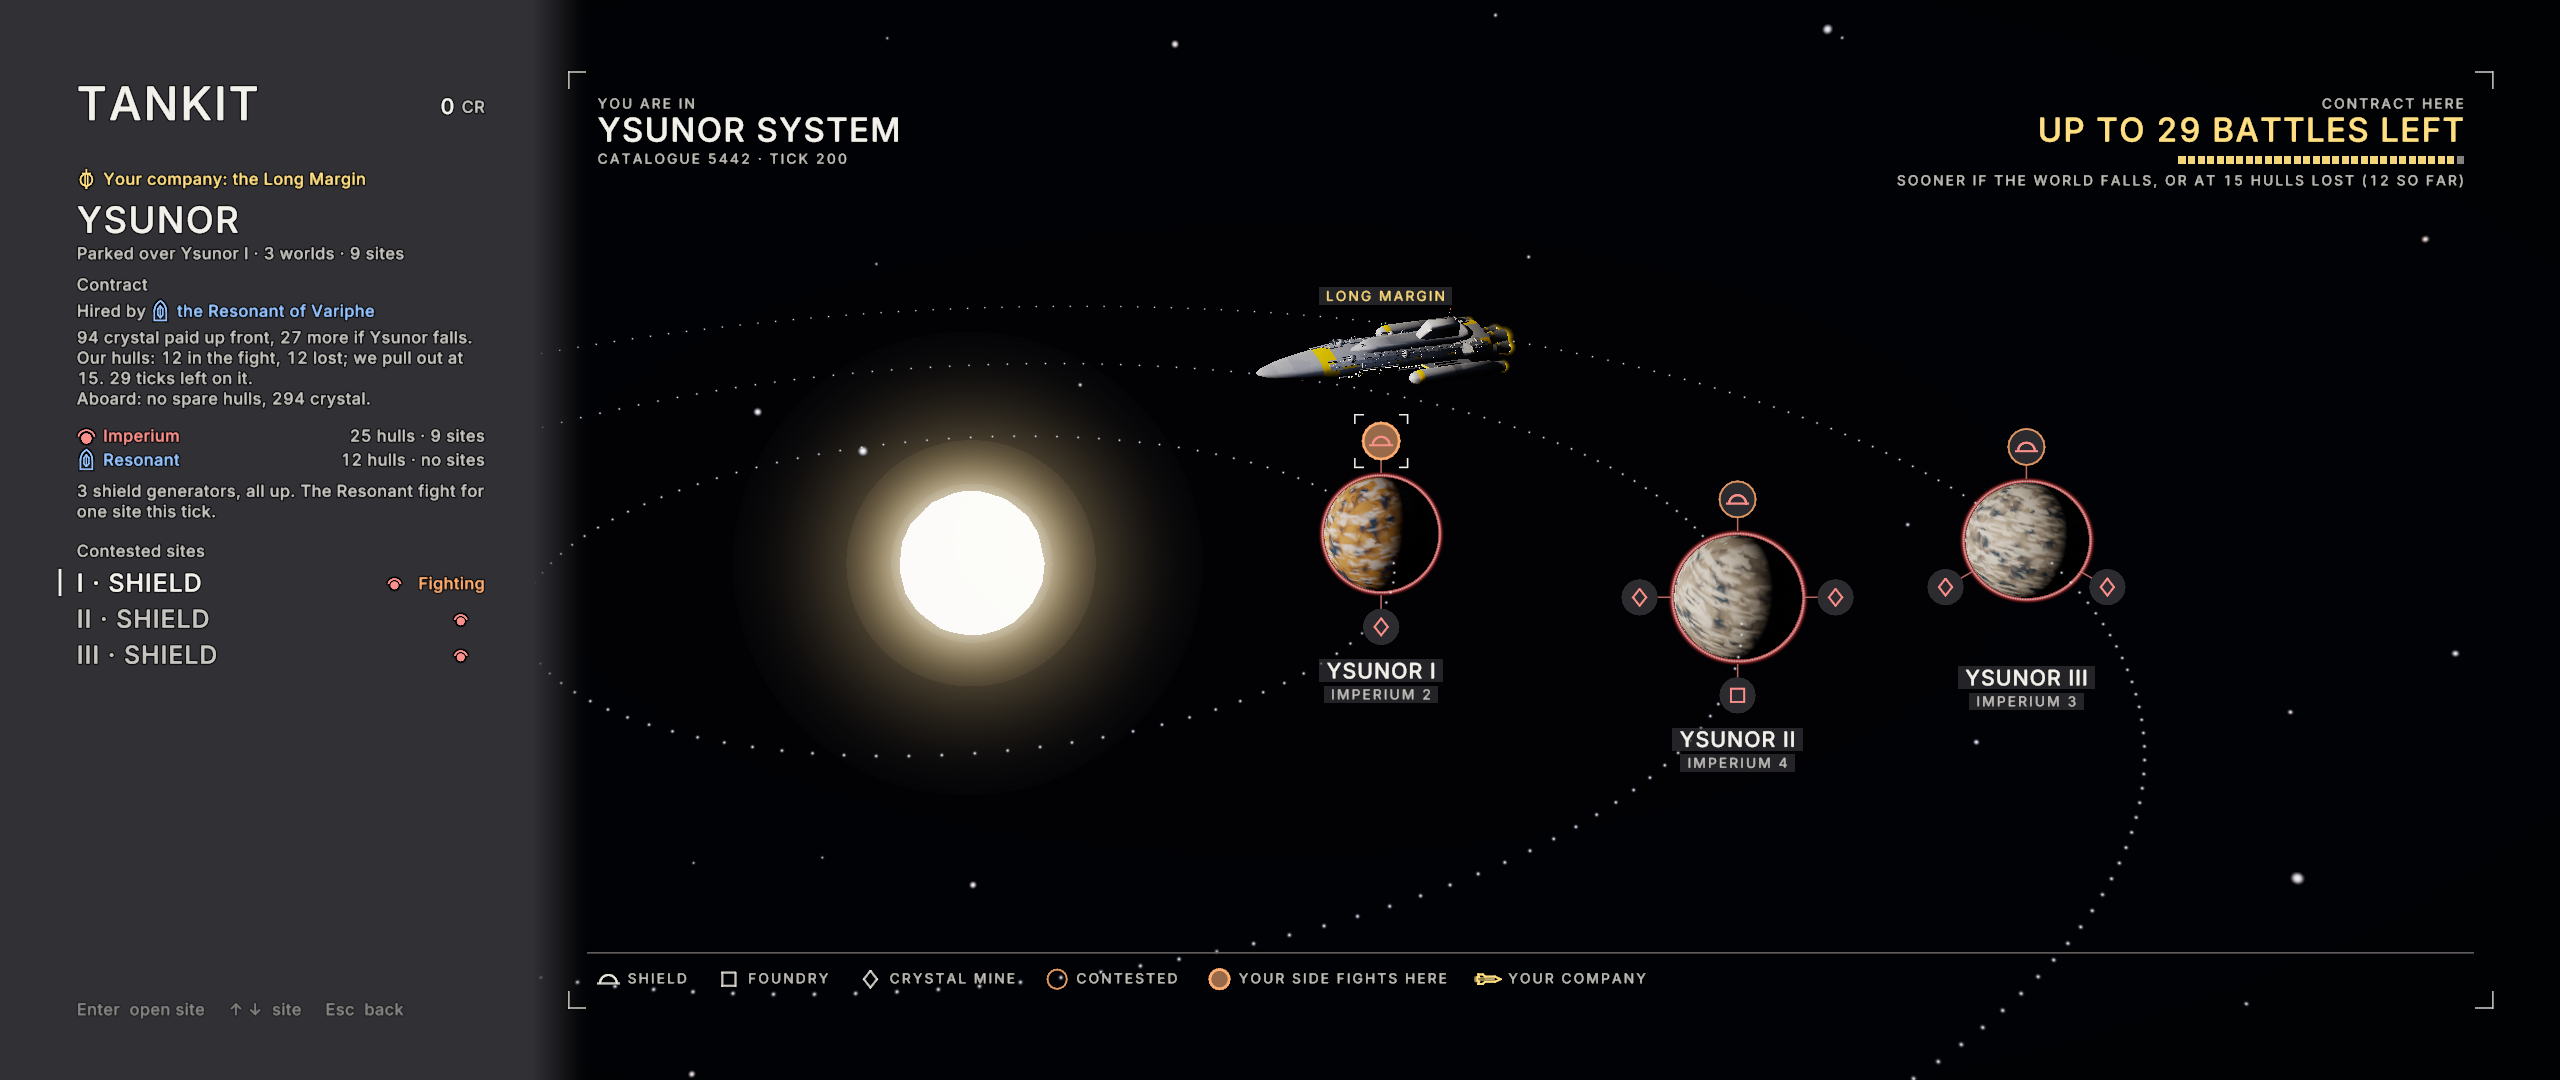 TANKIT
0 CR
Your company: the Long Margin
YSUNOR
Parked over Ysunor I · 3 worlds · 9 sites
Contract
Hired by the Resonant of Variphe
94 crystal paid up front, 27 more if Ysunor falls.
Our hulls: 12 in the fight, 12 lost; we pull out at
15. 29 ticks left on it.
Aboard: no spare hulls, 294 crystal.
Imperium 25 hulls · 9 sites
Resonant 12 hulls · no sites
3 shield generators, all up. The Resonant fight for
one site this tick.
Contested sites
I · SHIELD Fighting
II · SHIELD
III · SHIELD
Enter open site ↑ ↓ site Esc back
YOU ARE IN
YSUNOR SYSTEM
CATALOGUE 5442 · TICK 200
CONTRACT HERE
UP TO 29 BATTLES LEFT
SOONER IF THE WORLD FALLS, OR AT 15 HULLS LOST (12 SO FAR)
LONG MARGIN
YSUNOR I
IMPERIUM 2
YSUNOR II
IMPERIUM 4
YSUNOR III
IMPERIUM 3
SHIELD FOUNDRY CRYSTAL MINE CONTESTED YOUR SIDE FIGHTS HERE YOUR COMPANY